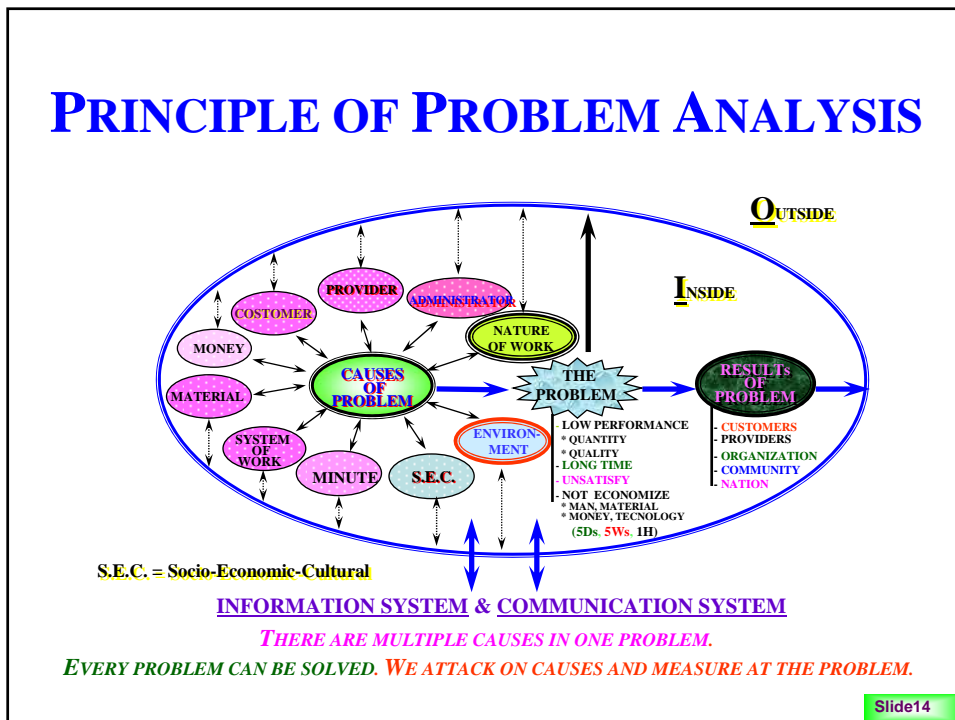 PRINCIPLE OF PROBLEM ANALYSIS
OUTSIDE
INSIDE
PROVIDER
ADMINISTRATOR
COSTOMER
NATURE
OF WORK
MONEY
CAUSES
OF
PROBLEM
THE
PROBLEM
RESULTs
OF
PROBLEM
MATERIAL
SYSTEM
OF
WORK
MINUTE
S.E.C.
ENVIRON-
MENT
- LOW PERFORMANCE
* QUANTITY
* QUALITY
- LONG TIME
- UNSATISFY
- NOT ECONOMIZE
* MAN, MATERIAL
* MONEY, TECNOLOGY
(5Ds, 5Ws, 1H)
- CUSTOMERS
- PROVIDERS
- ORGANIZATION
- COMMUNITY
- NATION
S.E.C. = Socio-Economic-Cultural
INFORMATION SYSTEM & COMMUNICATION SYSTEM
THERE ARE MULTIPLE CAUSES IN ONE PROBLEM.
EVERY PROBLEM CAN BE SOLVED. WE ATTACK ON CAUSES AND MEASURE AT THE PROBLEM.
Slide14